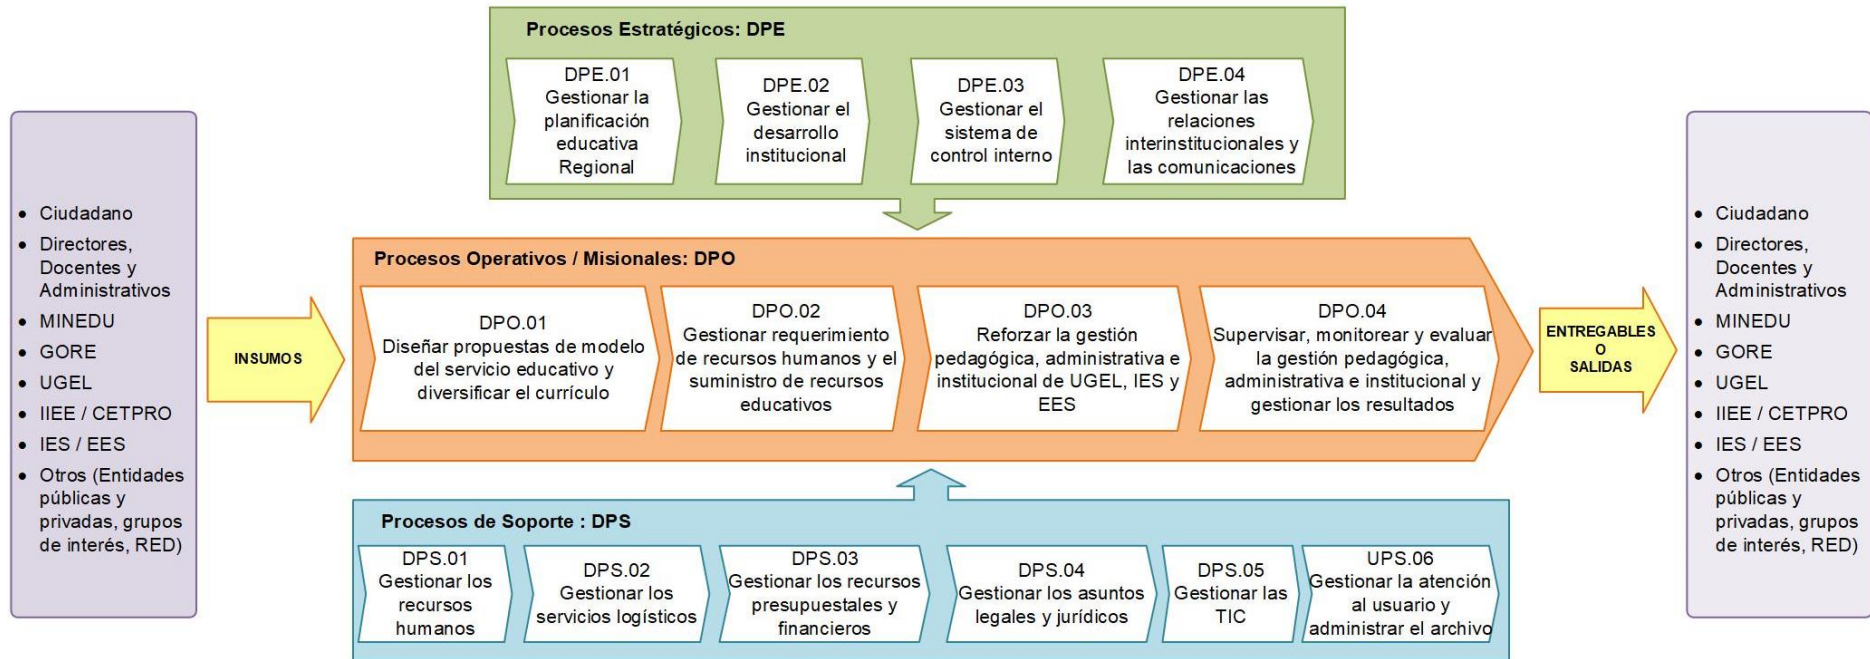 Procesos Estratégicos: DPE
DPE.01
Gestionar la
planificación
educativa
Regional
DPE.02
Gestionar el
desarrollo
institucional
DPE.03
Gestionar el
sistema de
control interno
DPE.04
Gestionar las
relaciones
interinstitucionales y
las comunicaciones
• Ciudadano
• Directores,
Docentes y
Administrativos
• MINEDU
• GORE
• UGEL
• IIEE / CETPRO
• IES / EES
• Otros (Entidades
públicas y
privadas, grupos
de interés, RED)
INSUMOS
Procesos Operativos / Misionales: DPO
DPO.01
Diseñar propuestas de modelo
del servicio educativo y
diversificar el currículo
DPO.02
Gestionar requerimiento
de recursos humanos y el
suministro de recursos
educativos
DPO.03
Reforzar la gestión
pedagógica, administrativa e
institucional de UGEL, IES y
EES
DPO.04
Supervisar, monitorear y evaluar
la gestión pedagógica,
administrativa e institucional y
gestionar los resultados
ENTREGABLES
O
SALIDAS
• Ciudadano
• Directores,
Docentes y
Administrativos
• MINEDU
• GORE
• UGEL
• IIEE / CETPRO
• IES / EES
• Otros (Entidades
públicas y
privadas, grupos
de interés, RED)
Procesos de Soporte : DPS
DPS.01
Gestionar los
recursos
humanos
DPS.02
Gestionar los
servicios logísticos
DPS.03
Gestionar los recursos
presupuestales y
financieros
DPS.04
Gestionar los asuntos
legales y jurídicos
DPS.05
Gestionar las
TIC
UPS.06
Gestionar la atención
al usuario y
administrar el archivo